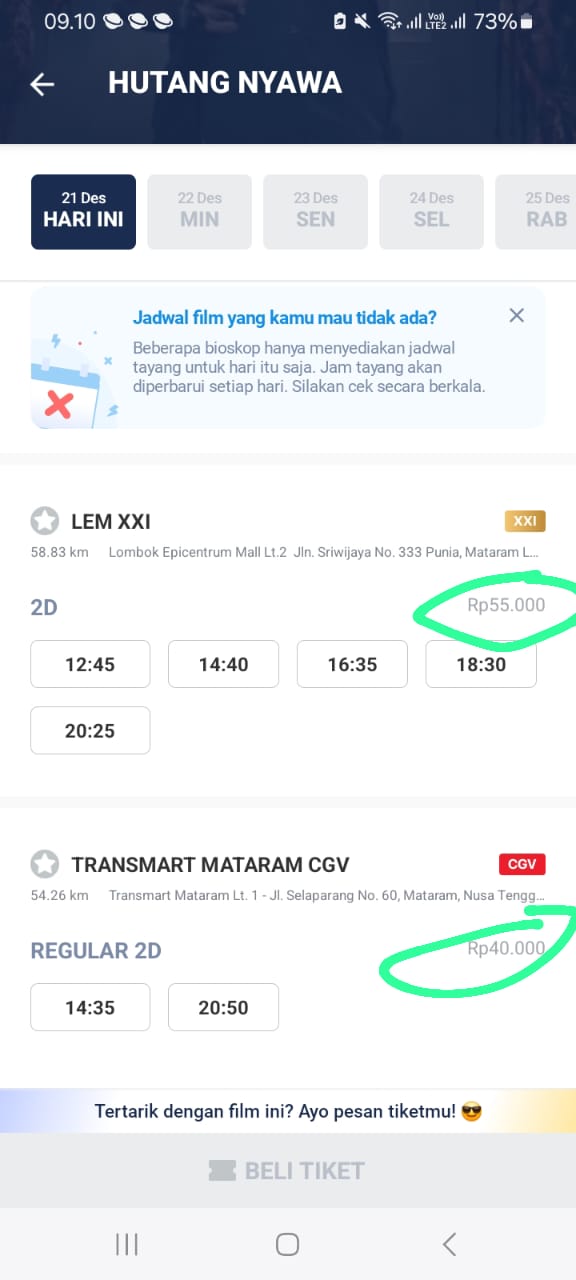 09.10 VoD LTE2 73%
HUTANG NYAWA
21 Des 22 Des 23 Des 24 Des 25 Des
HARI INI MIN SEN SEL RAB
Jadwal film yang kamu mau tidak ada?
Beberapa bioskop hanya menyediakan jadwal
tayang untuk hari itu saja. Jam tayang akan
diperbarui setiap hari. Silakan cek secara berkala.
LEM XXI XXI
58.83 km Lombok Epicentrum Mall Lt.2 Jln. Sriwijaya No. 333 Punia, Mataram L...
2D Rp55.000
12:45 14:40 16:35 18:30
20:25
TRANSMART MATARAM CGV CGV
54.26 km Transmart Mataram Lt. 1 - Jl. Selaparang No. 60, Mataram, Nusa Tengg...
REGULAR 2D Rp40.000
14:35 20:50
Tertarik dengan film ini? Ayo pesan tiketmu! 😎
BELI TIKET